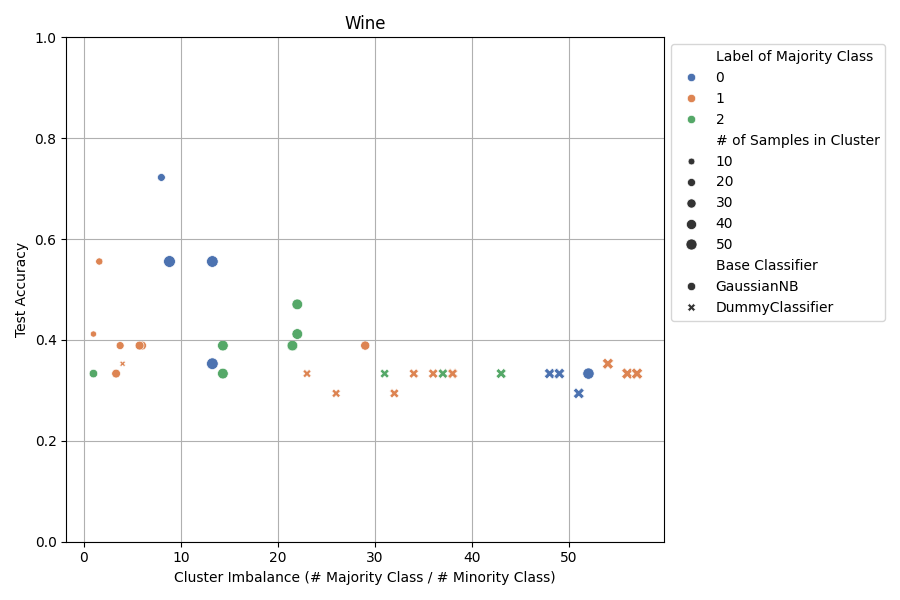 Wine
Test Accuracy
1.0
0.8
0.6
0.4
0.2
0.0
0
10
20
30
40
50
Cluster Imbalance (# Majority Class / # Minority Class)
Label of Majority Class
0
1
2
# of Samples in Cluster
10
20
30
40
50
Base Classifier
GaussianNB
DummyClassifier